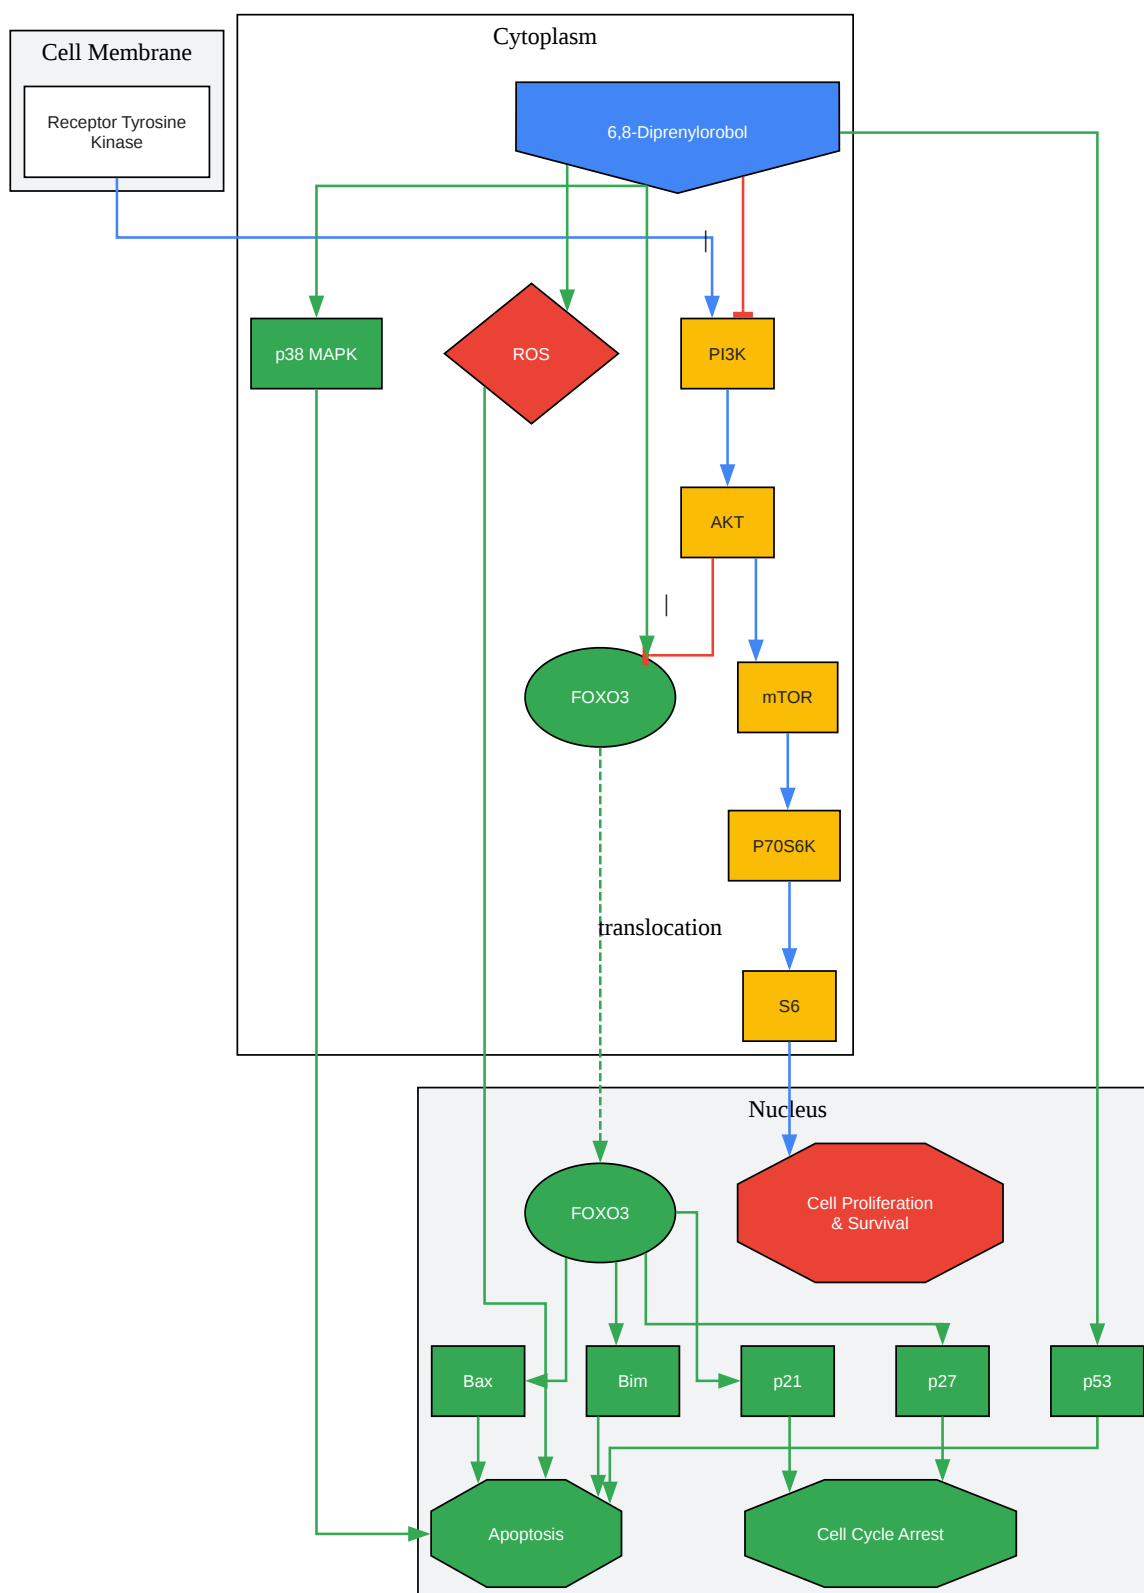 Cytoplasm
Cell Membrane
Receptor Tyrosine
Kinase
6,8-Diprenylorobol
|
p38 MAPK
ROS
PI3K
AKT
|
FOXO3
mTOR
P70S6K
translocation
S6
Nucleus
Cell Proliferation
& Survival
FOXO3
Bax
Bim
p21
p27
p53
Apoptosis
Cell Cycle Arrest